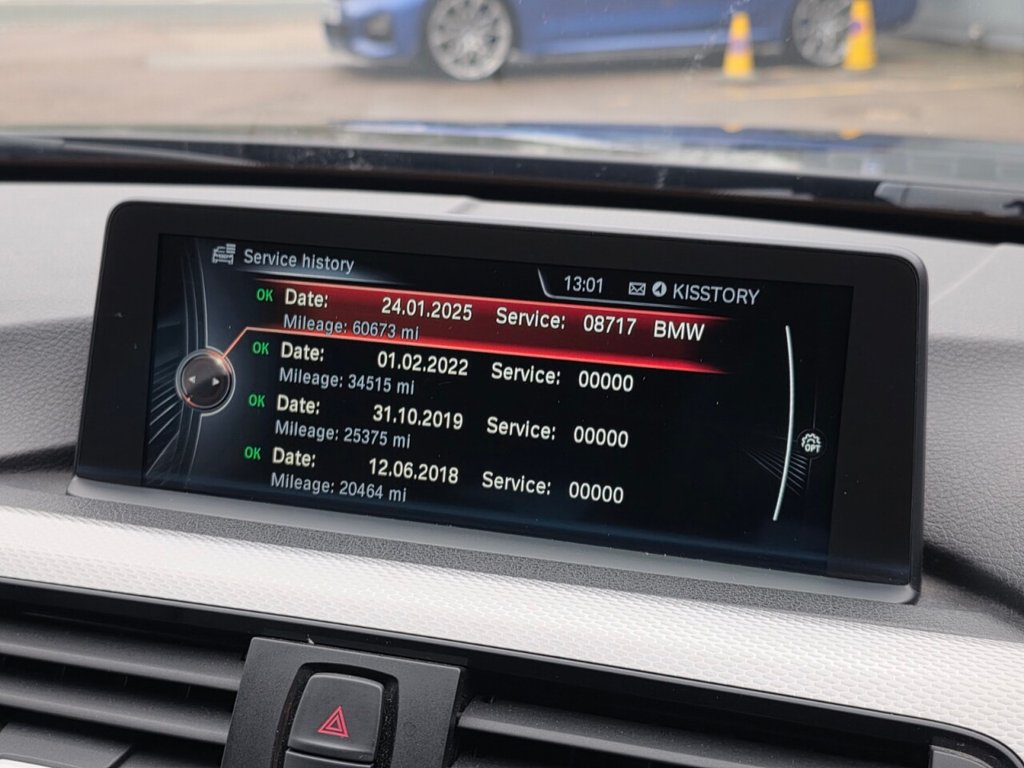 Service history
13:01 KISSTORY
OK Date: 24.01.2025 Service: 08717 BMW
Mileage: 60673 mi
OK Date: 01.02.2022 Service: 00000
Mileage: 34515 mi
OK Date: 31.10.2019 Service: 00000
Mileage: 25375 mi
OK Date: 12.06.2018 Service: 00000
Mileage: 20464 mi
OPT